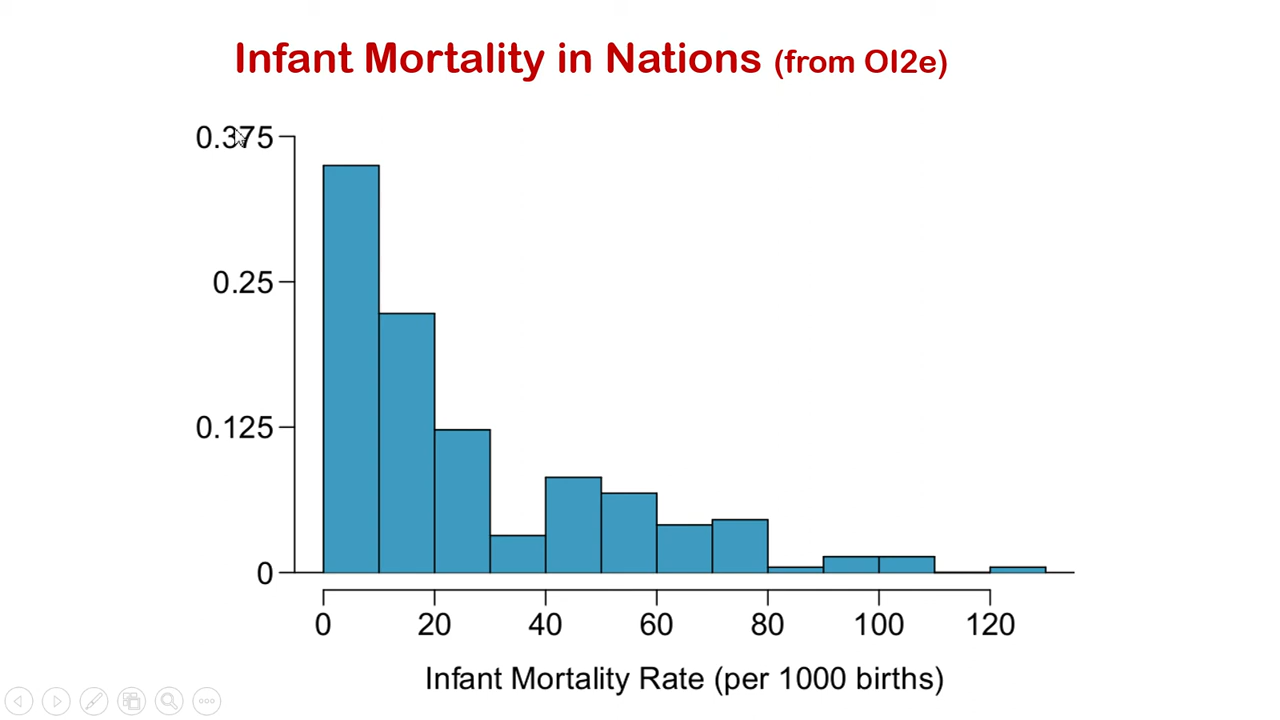 Infant Mortality in Nations (from OI2e)
0.375
0.25
0.125
0
0 20 40 60 80 100 120
Infant Mortality Rate (per 1000 births)